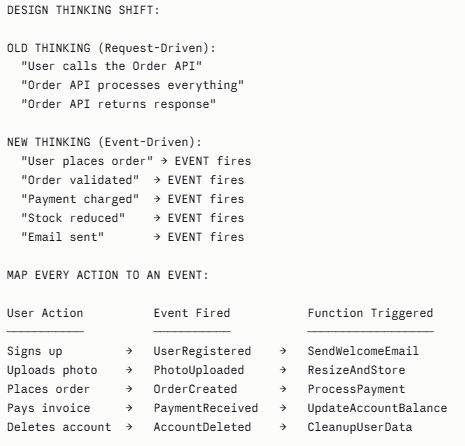 DESIGN THINKING SHIFT:
OLD THINKING (Request-Driven):
"User calls the Order API"
"Order API processes everything"
"Order API returns response"
NEW THINKING (Event-Driven):
"User places order" → EVENT fires
"Order validated" → EVENT fires
"Payment charged" → EVENT fires
"Stock reduced" → EVENT fires
"Email sent" → EVENT fires
MAP EVERY ACTION TO AN EVENT:
User Action Event Fired Function Triggered
Signs up → UserRegistered → SendWelcomeEmail
Uploads photo → PhotoUploaded → ResizeAndStore
Places order → OrderCreated → ProcessPayment
Pays invoice → PaymentReceived → UpdateAccountBalance
Deletes account → AccountDeleted → CleanupUserData